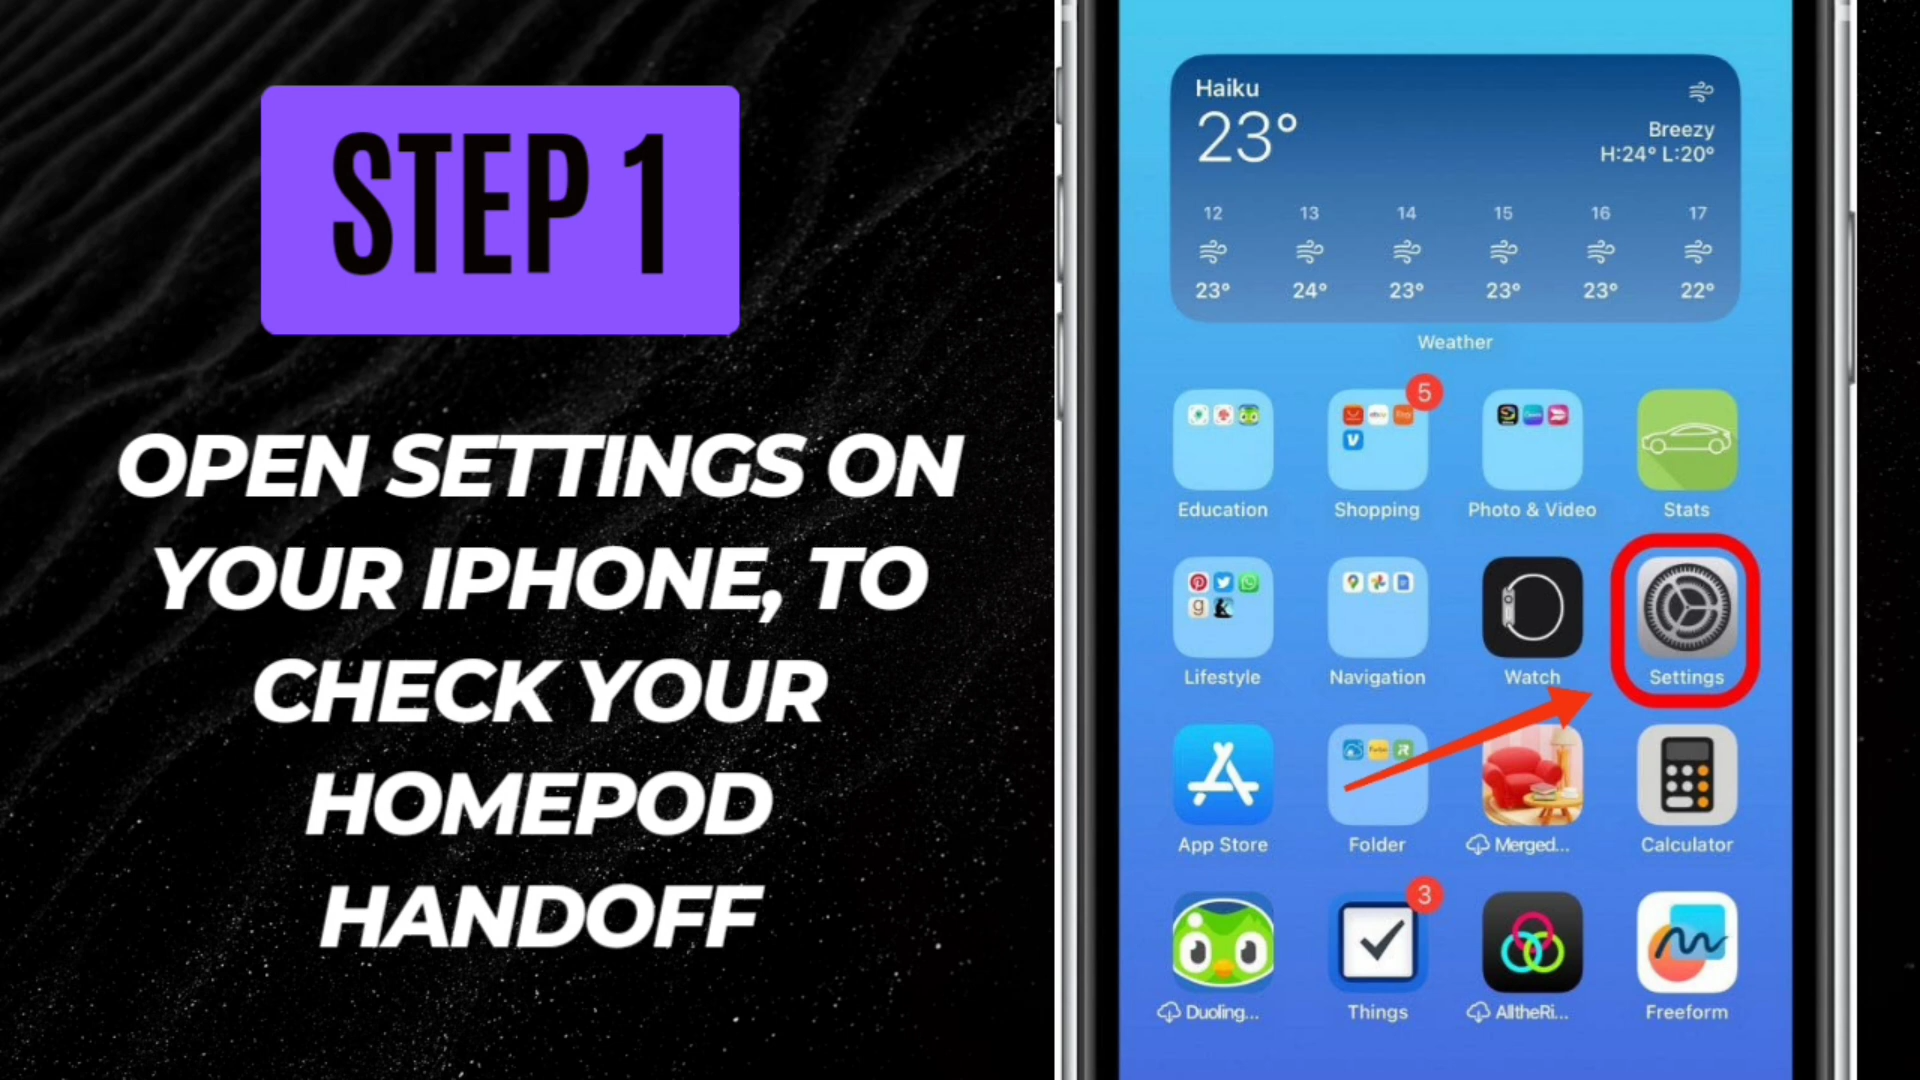 STEP 1
OPEN SETTINGS ON
YOUR IPHONE, TO
CHECK YOUR
HOMEPOD
HANDOFF
Haiku
23°
Breezy
H:24° L:20°
12 13 14 15 16 17
23° 24° 23° 23° 23° 22°
Weather
5
Education Shopping Photo & Video Stats
Lifestyle Navigation Watch Settings
App Store Folder Merged... Calculator
3
Duoling... Things AlltheRi... Freeform